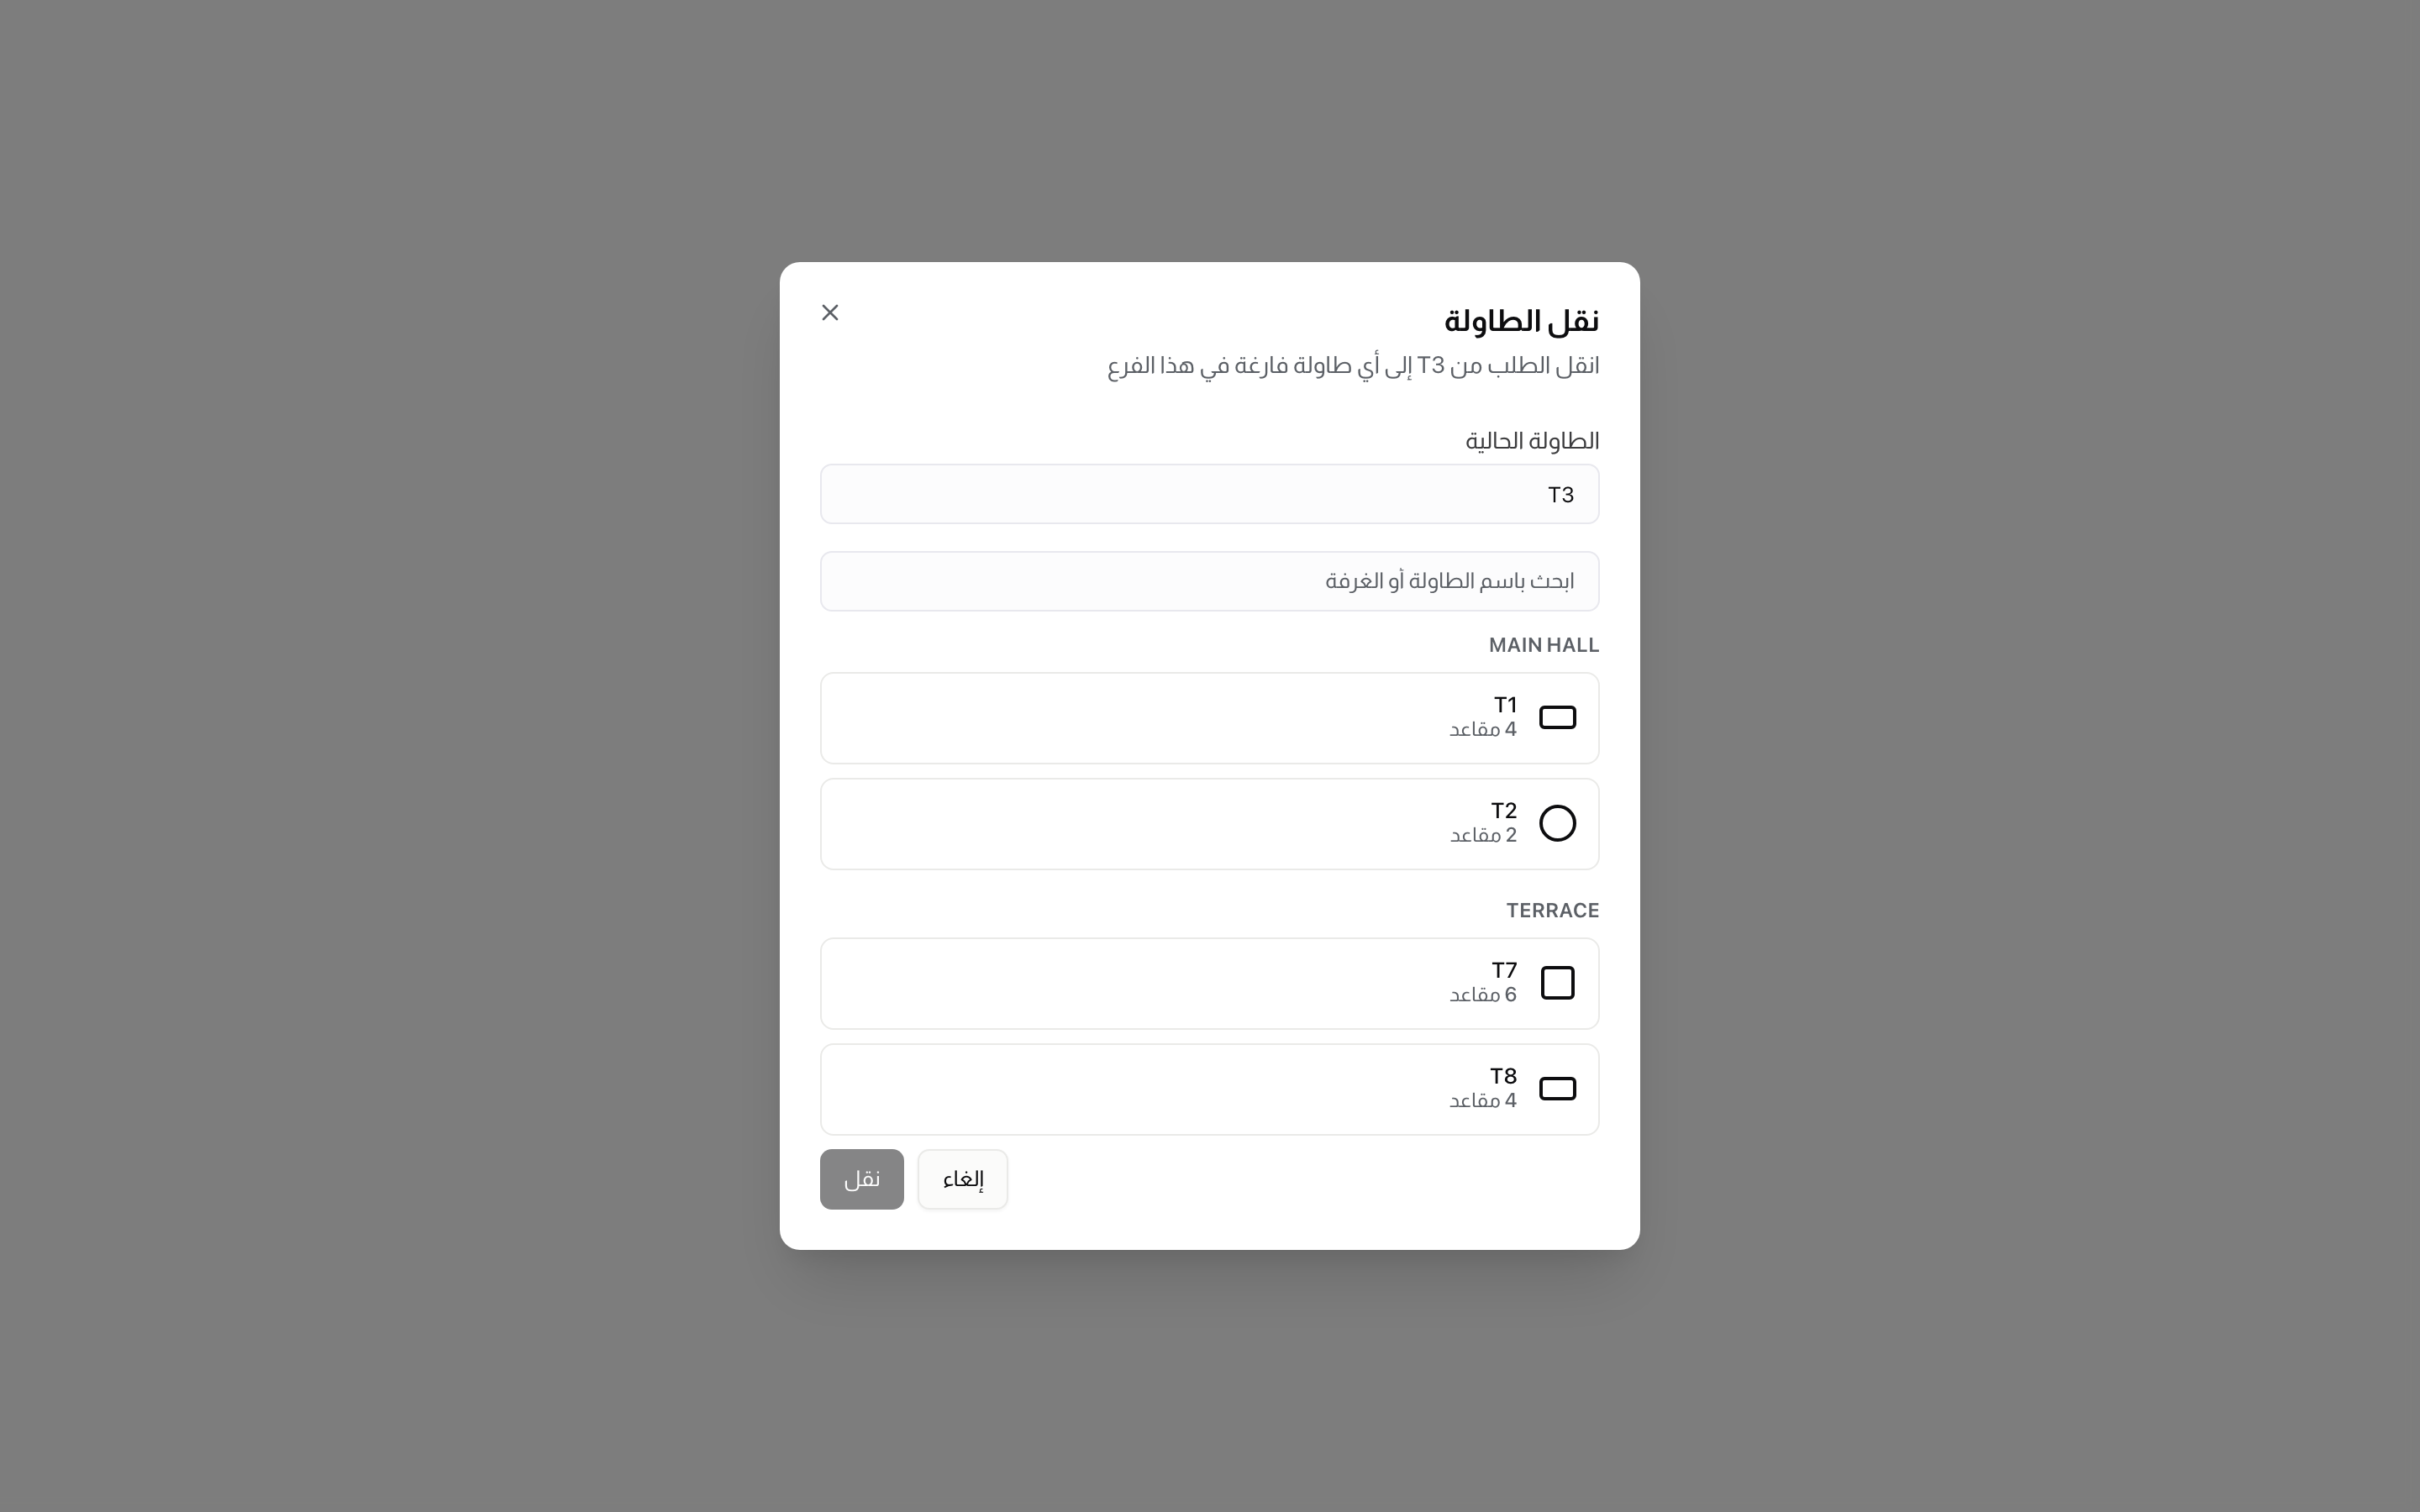 نقل الطاولة
انقل الطلب من T3 إلى أي طاولة فارغة في هذا الفرع
الطاولة الحالية
T3
ابحث باسم الطاولة أو الغرفة
MAIN HALL
T1
4 مقاعد
T2
2 مقاعد
TERRACE
T7
6 مقاعد
T8
4 مقاعد
إلغاء
نقل